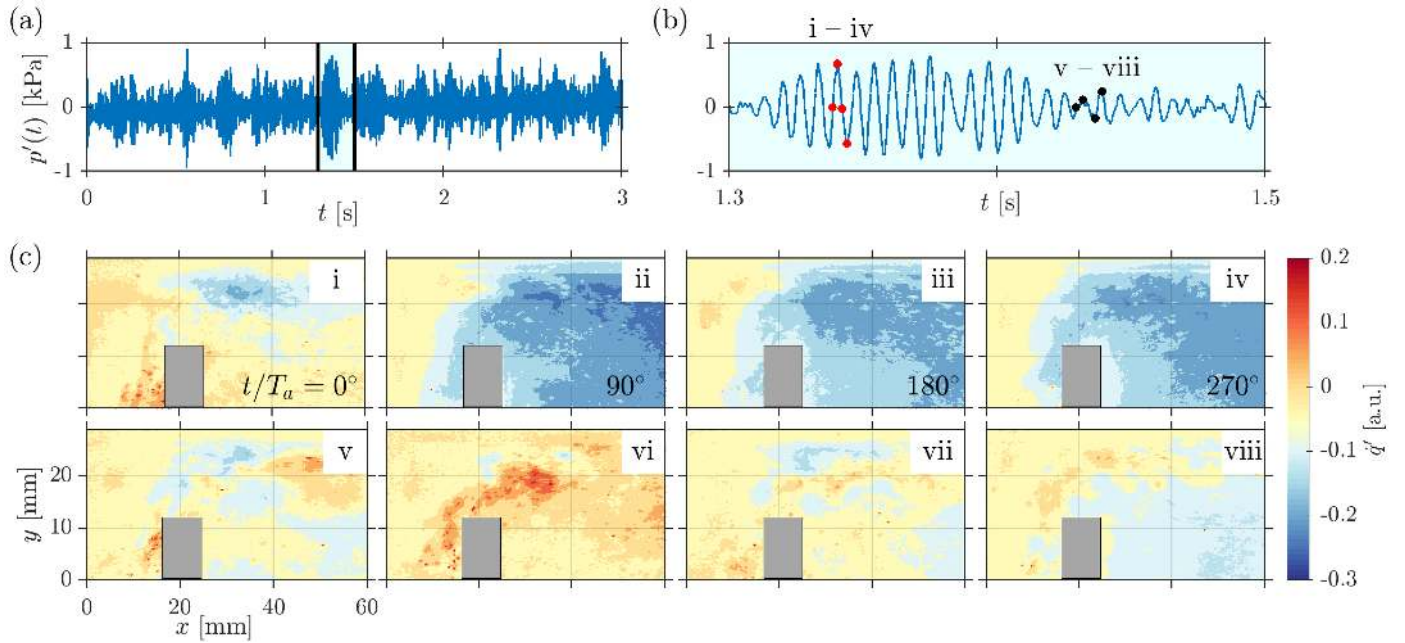 (a)
1
0
-1
p′(t) [kPa]
0
1
2
3
t [s]
(b)
i – iv
v – viii
1
0
-1
1.3
1.5
t [s]
(c)
i
ii
iii
iv
t/Tₐ = 0°
90°
180°
270°
v
vi
vii
viii
20
10
0
y [mm]
0
20
40
60
x [mm]
0.2
0.1
0
-0.1
-0.2
-0.3
q̇′ [a.u.]